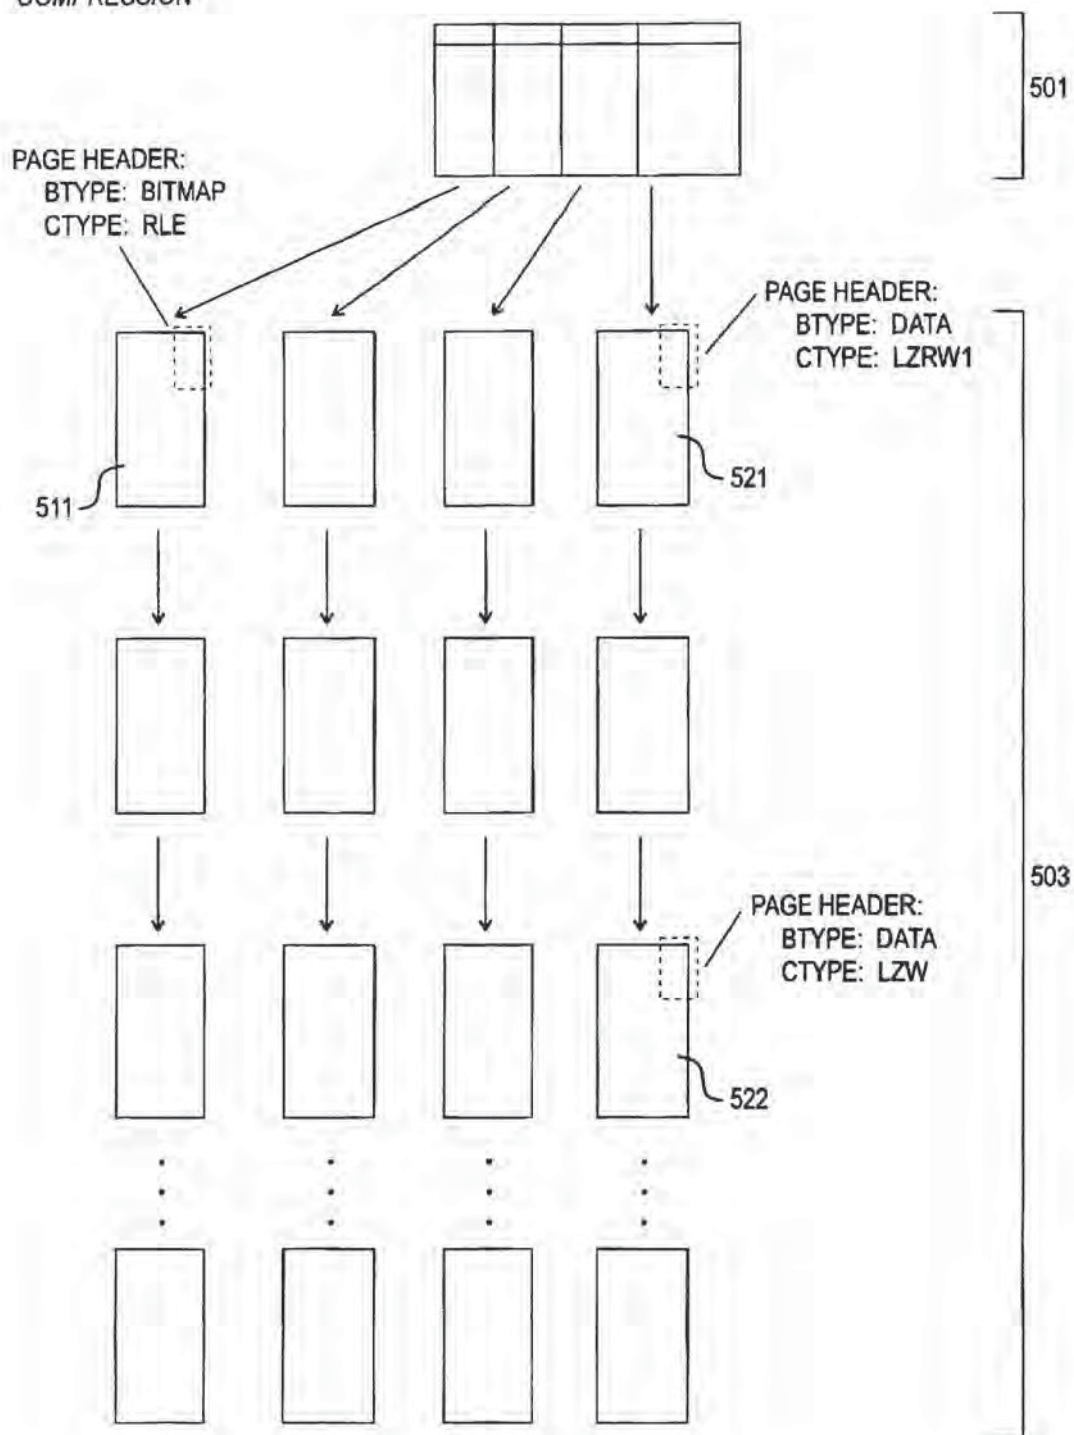 COMPRESSION
501
PAGE HEADER:
BTYPE: BITMAP
CTYPE: RLE
PAGE HEADER:
BTYPE: DATA
CTYPE: LZRW1
511
521
503
PAGE HEADER:
BTYPE: DATA
CTYPE: LZW
522